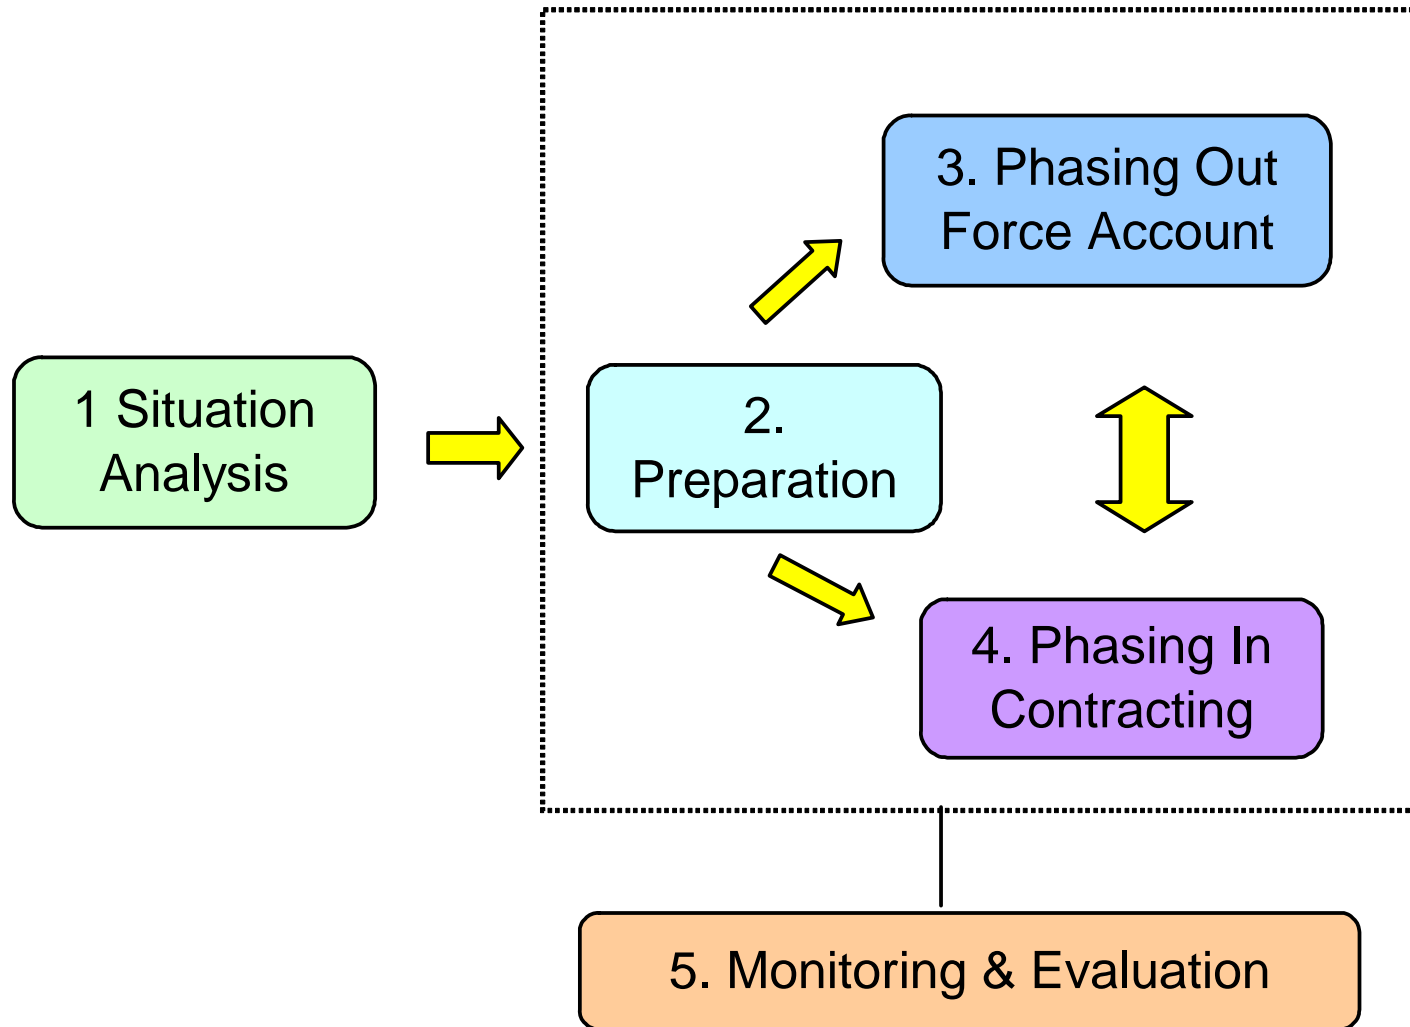 3. Phasing Out
Force Account
1 Situation
Analysis
2.
Preparation
4. Phasing In
Contracting
5. Monitoring & Evaluation